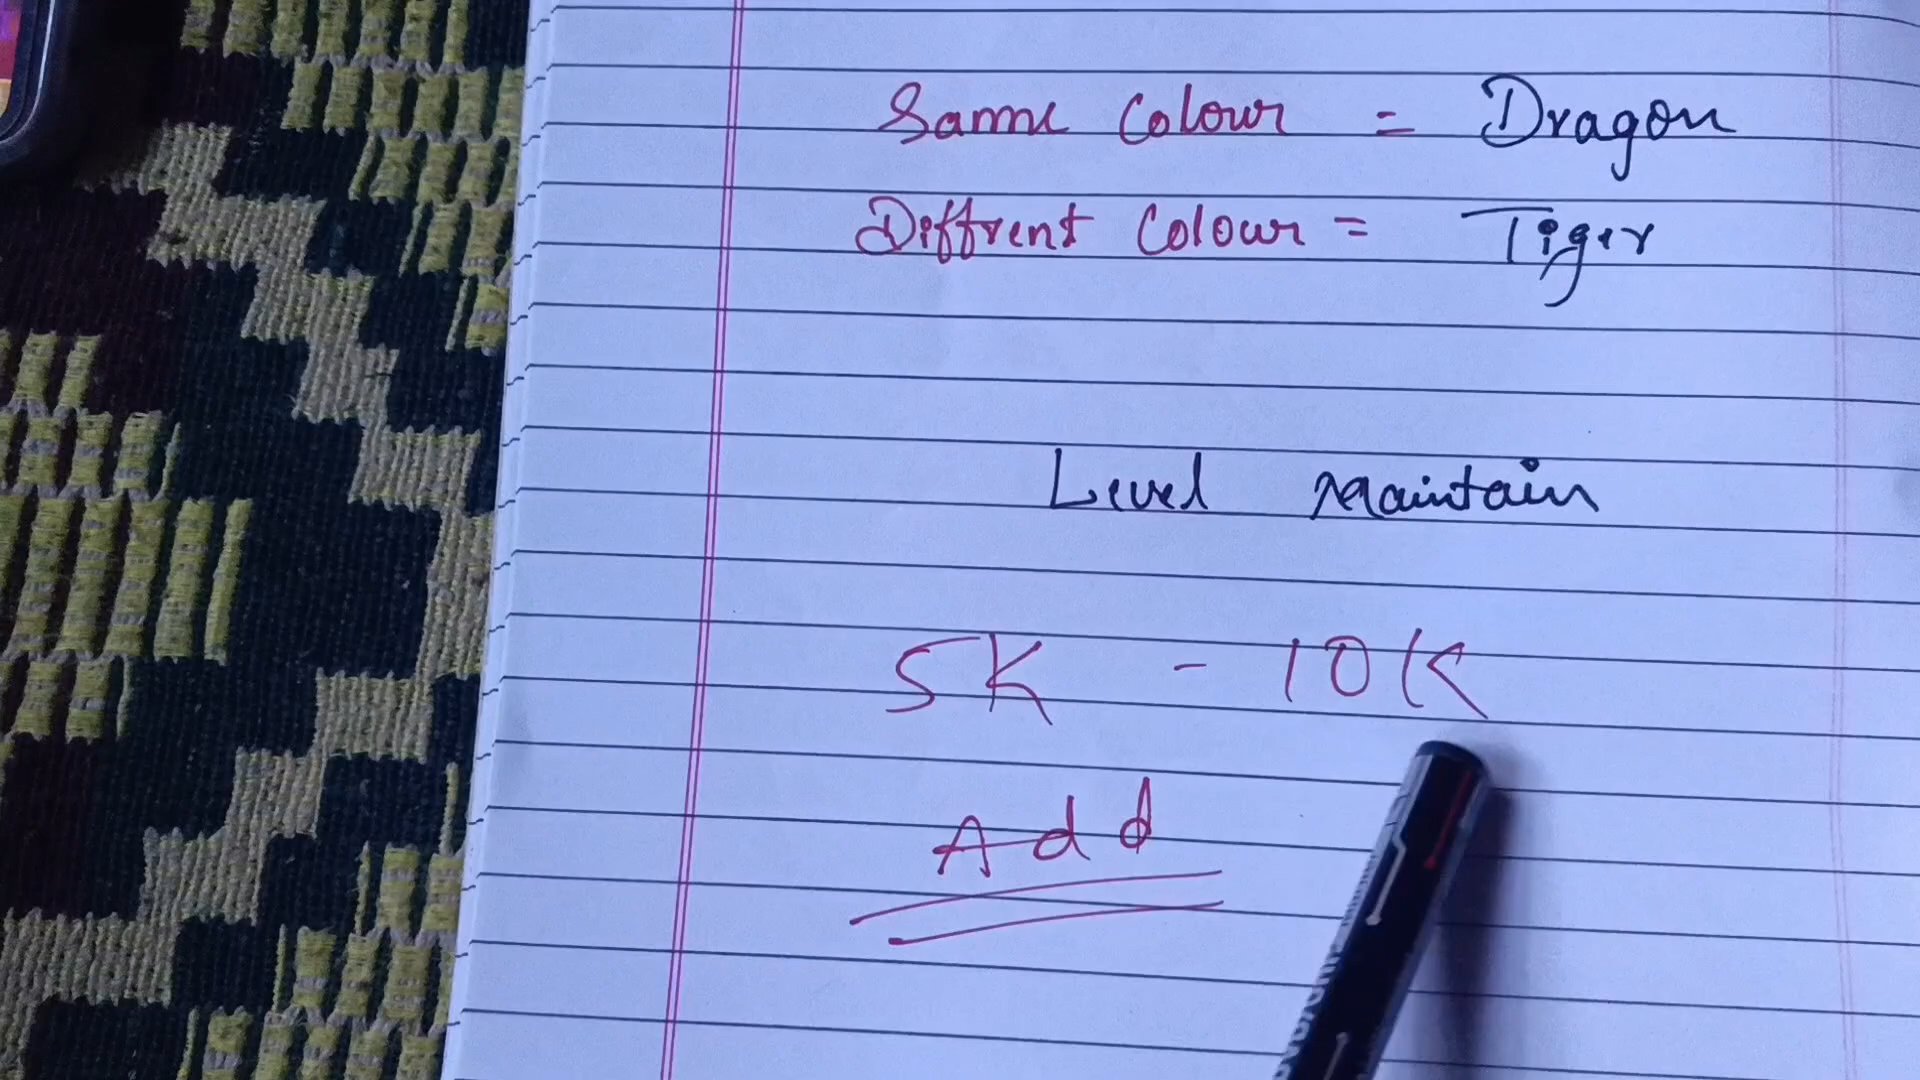 Same Colour = Dragon
Diffrent Colour = Tiger
Level Maintain
5K - 10K
Add